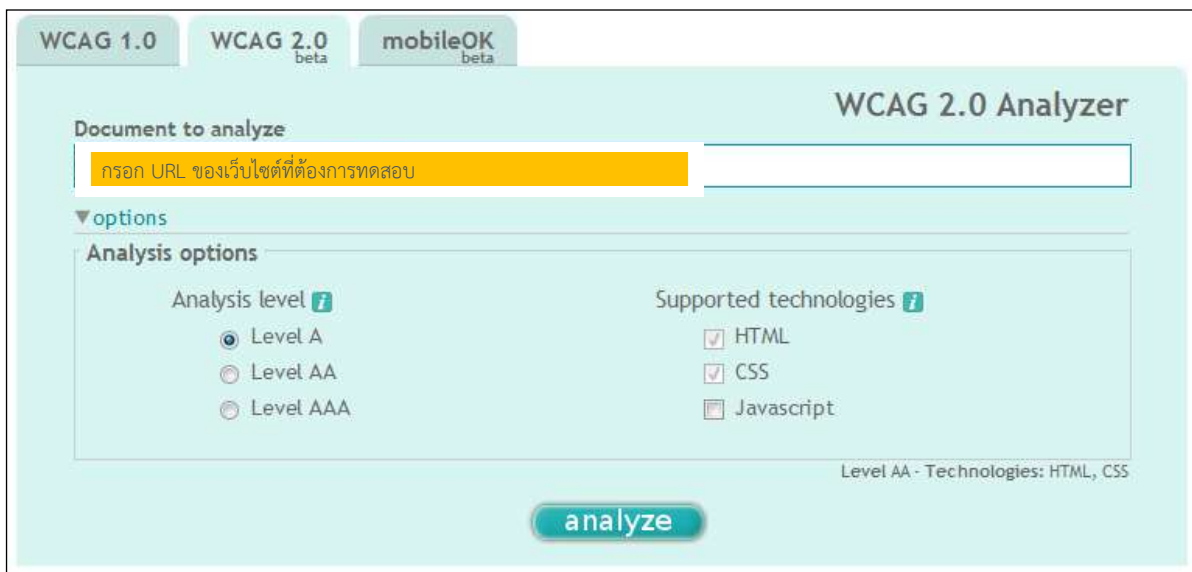 WCAG 1.0
WCAG 2.0
beta
mobileOK
beta
WCAG 2.0 Analyzer
Document to analyze
กรอก URL ของเว็บไซต์ที่ต้องการทดสอบ
options
Analysis options
Analysis level i
Level A
Level AA
Level AAA
Supported technologies i
HTML
CSS
Javascript
Level AA - Technologies: HTML, CSS
analyze